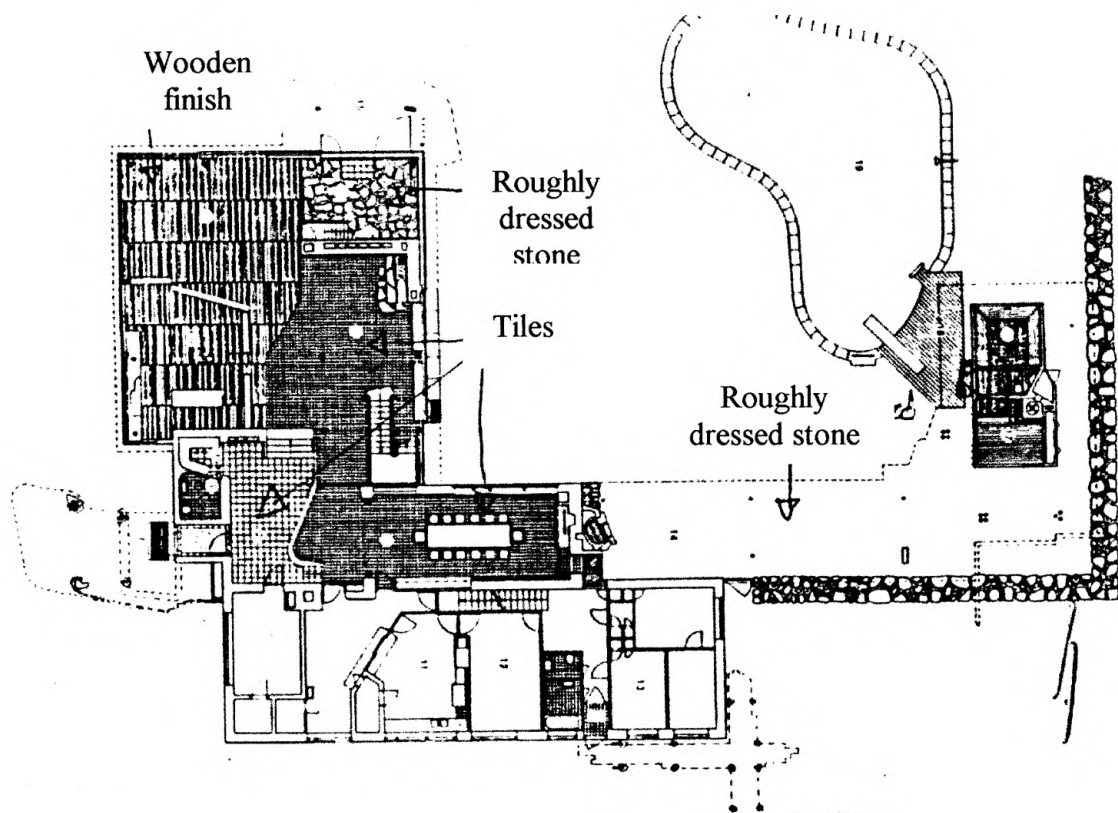 Wooden
finish
Roughly
dressed
stone
Tiles
Roughly
dressed stone